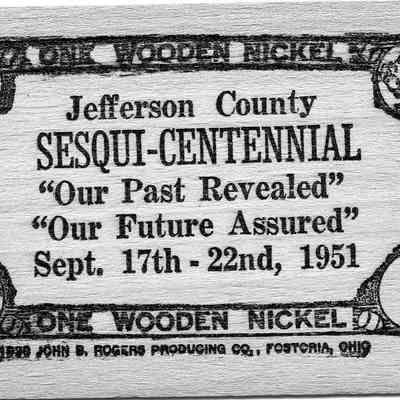 ONE WOODEN NICKEL
Jefferson County
SESQUI-CENTENNIAL
“Our Past Revealed”
“Our Future Assured”
Sept. 17th - 22nd, 1951
ONE WOODEN NICKEL
JOHN B. ROGERS PRODUCING CO., FOSTORIA, OHIO